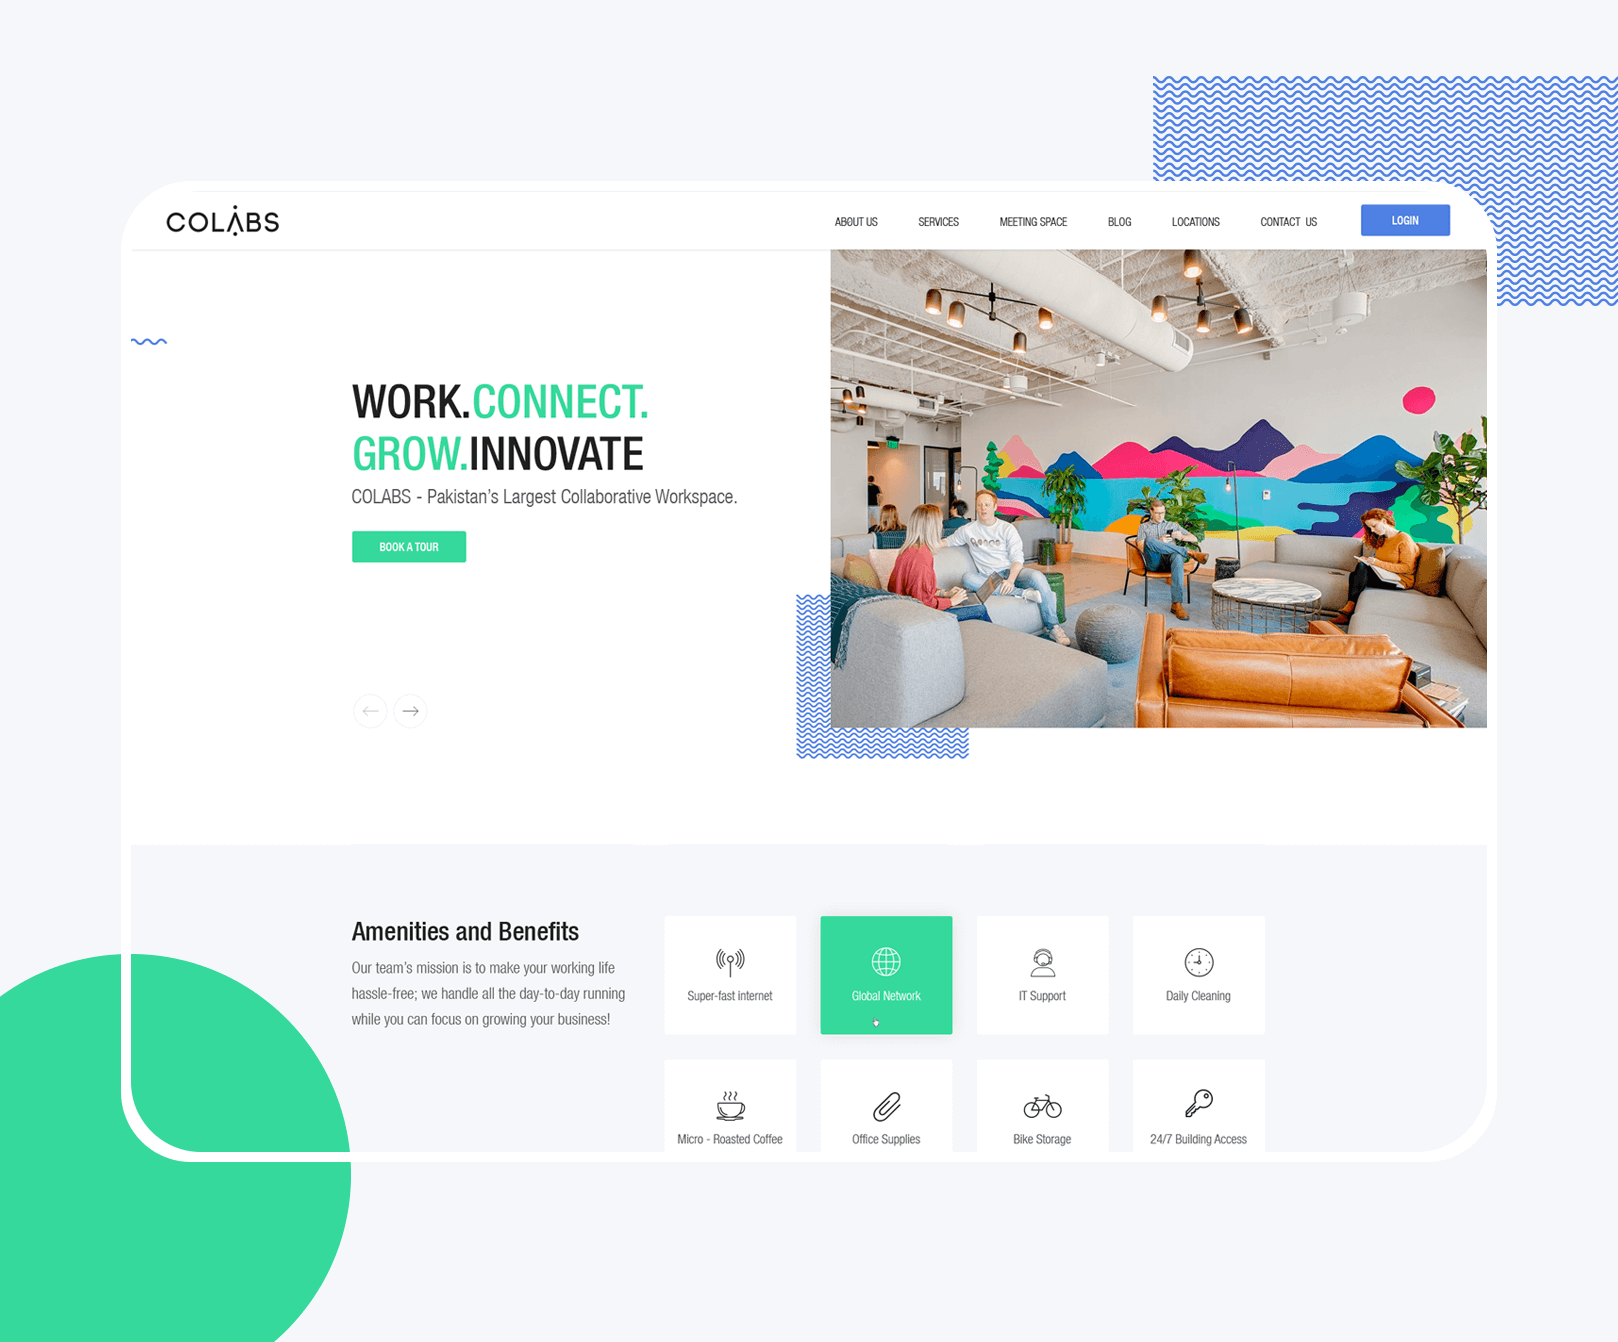 COLABS
ABOUT US SERVICES MEETING SPACE BLOG LOCATIONS CONTACT US LOGIN
WORK.CONNECT.
GROW.INNOVATE
COLABS - Pakistan's Largest Collaborative Workspace.
BOOK A TOUR
Amenities and Benefits
Our team's mission is to make your working life
hassle-free; we handle all the day-to-day running
while you can focus on growing your business!
Super-fast internet
Global Network
IT Support
Daily Cleaning
Micro - Roasted Coffee
Office Supplies
Bike Storage
24/7 Building Access